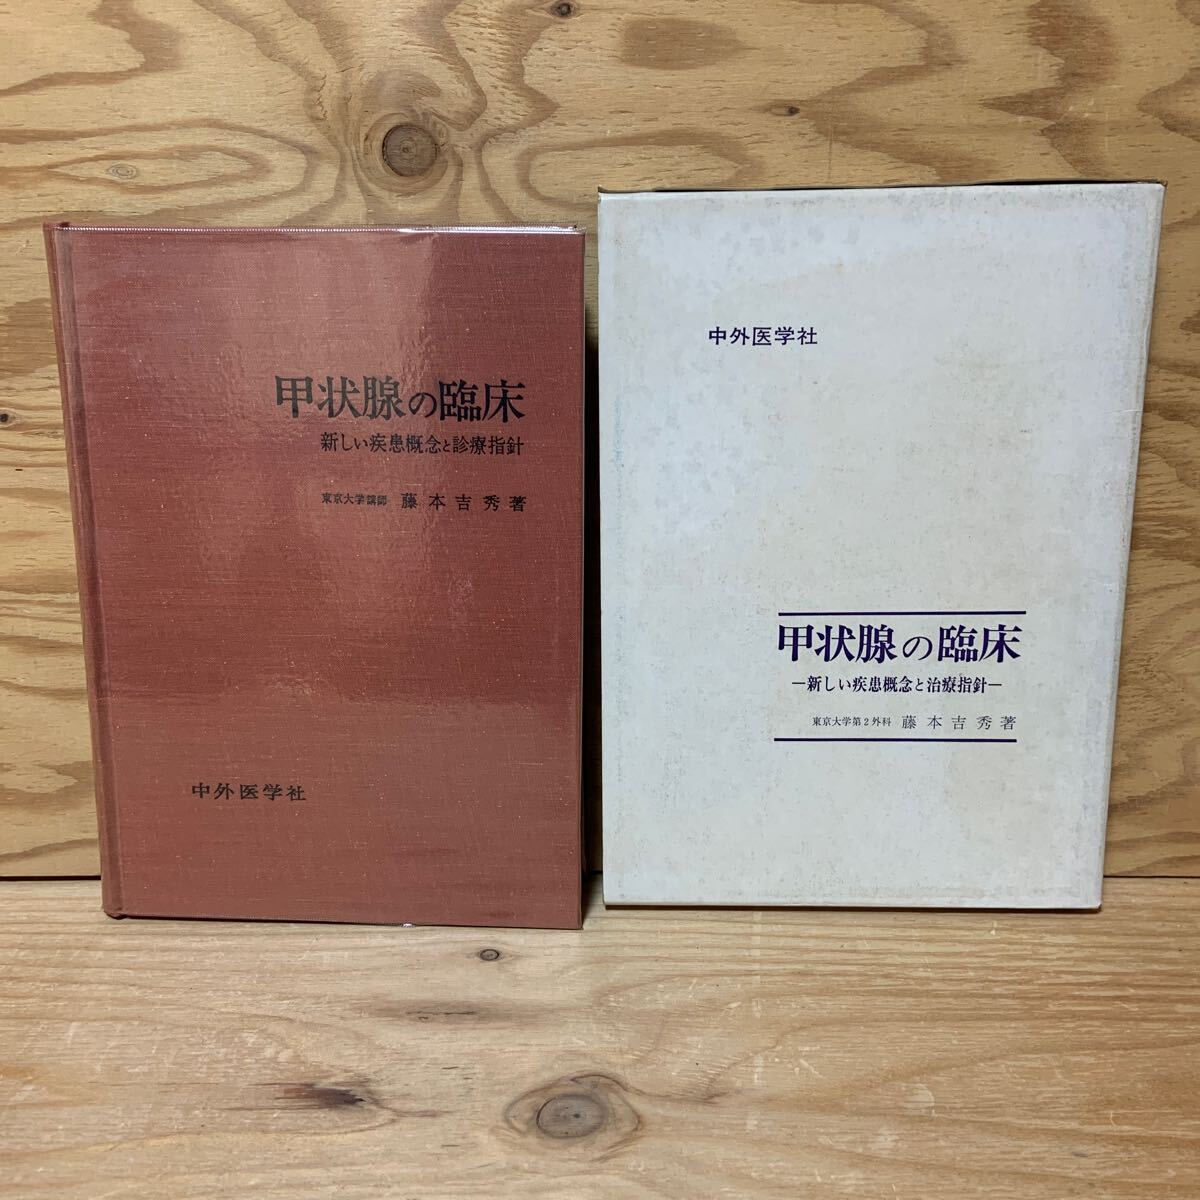 甲状腺の臨床
新しい疾患概念と診療指針
東京大学講師 藤本吉秀著
中外医学社
中外医学社
甲状腺の臨床
―新しい疾患概念と治療指針―
東京大学第2外科 藤本吉秀著